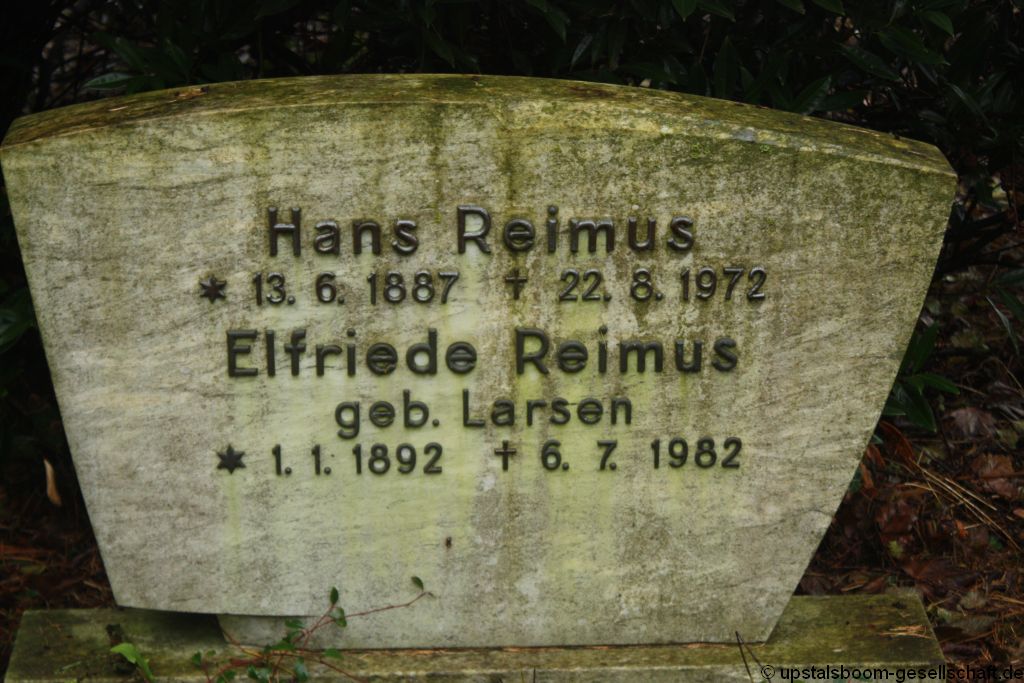 Hans Reimus
* 13. 6. 1887 † 22. 8. 1972
Elfriede Reimus
geb. Larsen
* 1. 1. 1892 † 6. 7. 1982
© upstalsboom-gesellschaft.de